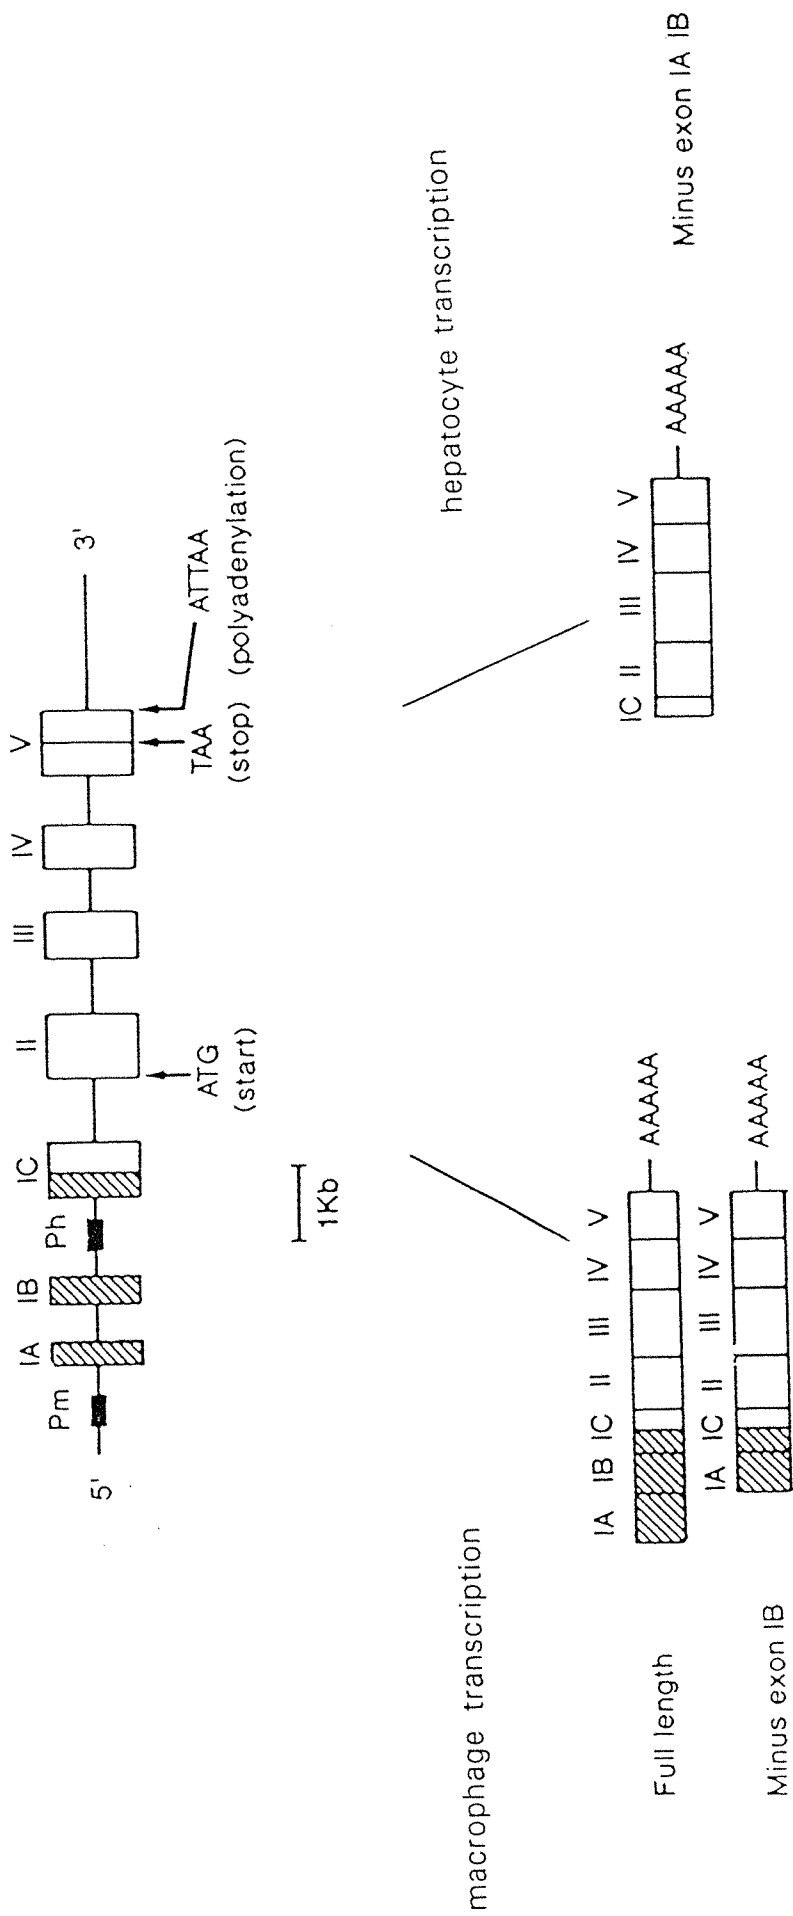 Pm IA IB Ph IC II III IV V
5' 3'
ATG
(start)
TAA
(stop)
ATTAA
(polyadenylation)
1Kb
macrophage transcription
hepatocyte transcription
IA IB IC II III IV V
Full length
AAAAA
IA IC II III IV V
Minus exon IB
AAAAA
IC II III IV V
AAAAA
Minus exon IA IB